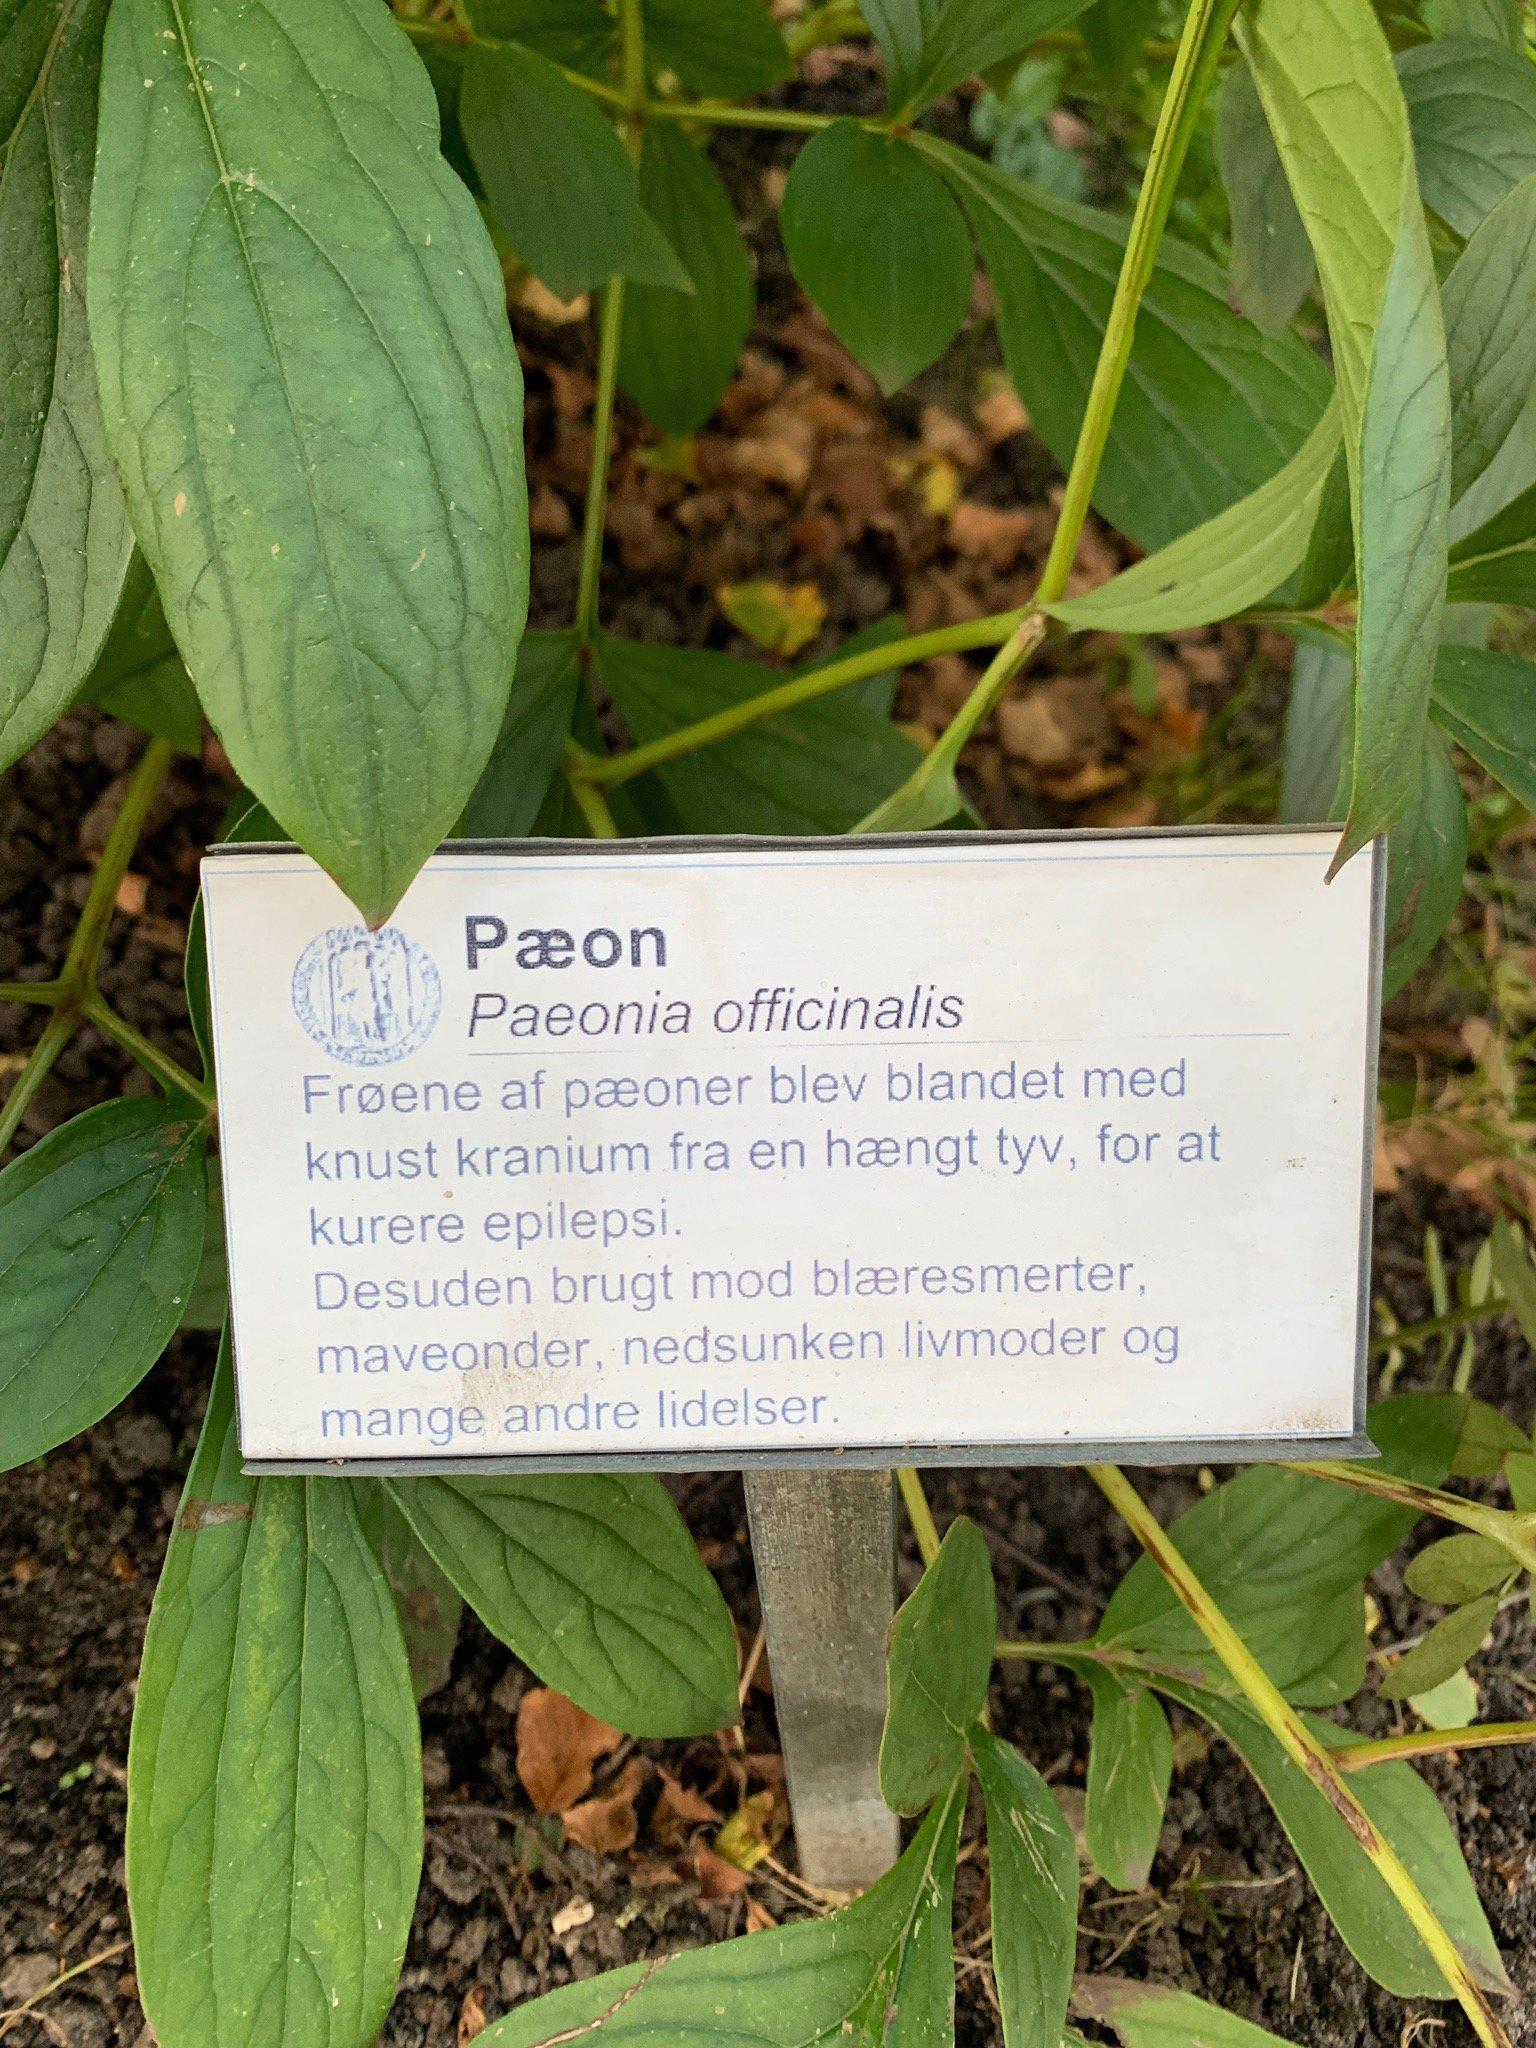 Pæon
Paeonia officinalis
Frøene af pæoner blev blandet med
knust kranium fra en hængt tyv, for at
kurere epilepsi.
Desuden brugt mod blæresmerter,
maveonder, nedsunken livmoder og
mange andre lidelser.